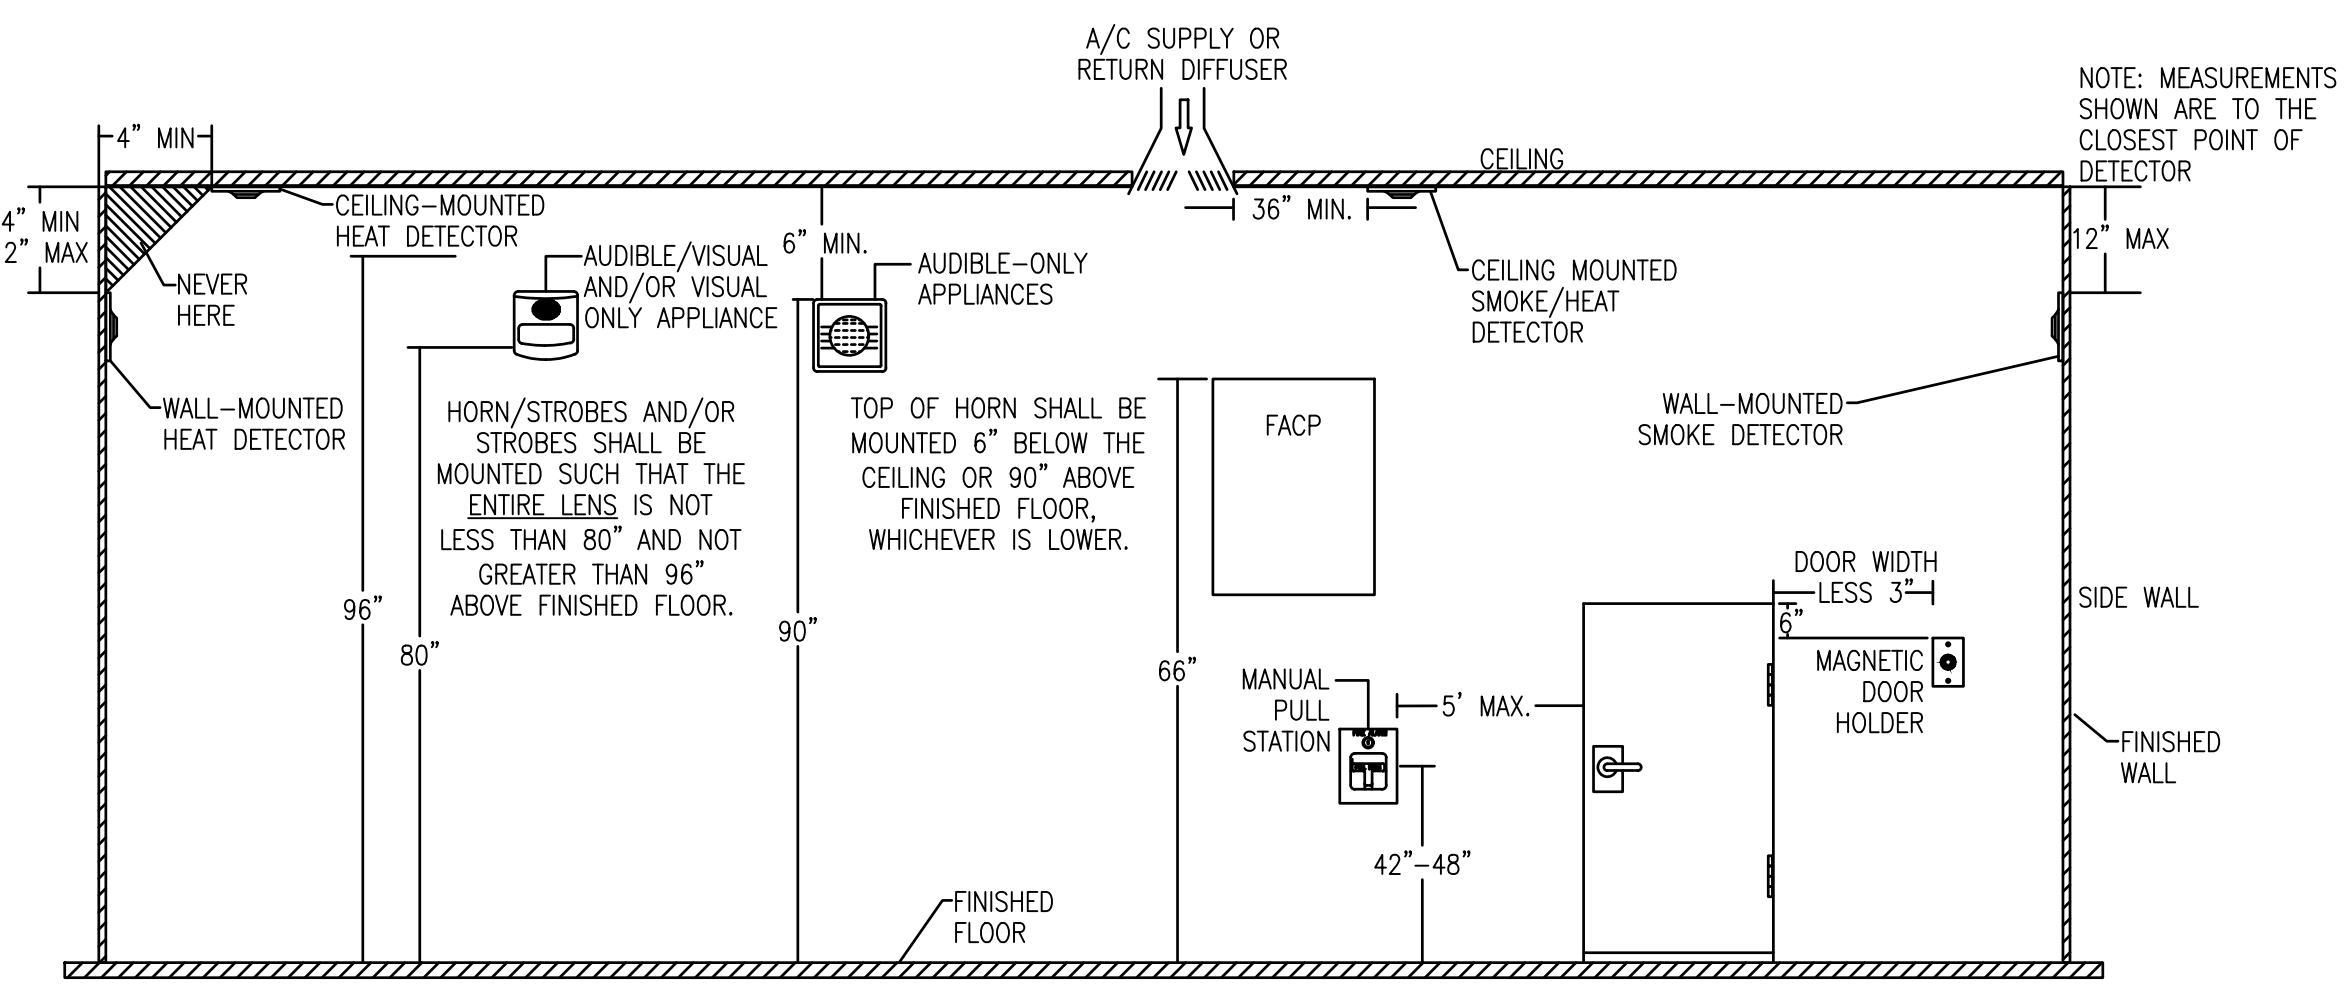 A/C SUPPLY OR
RETURN DIFFUSER
NOTE: MEASUREMENTS
SHOWN ARE TO THE
CLOSEST POINT OF
DETECTOR
4" MIN
CEILING
4" MIN
2" MAX
CEILING-MOUNTED
HEAT DETECTOR
NEVER
HERE
AUDIBLE/VISUAL
AND/OR VISUAL
ONLY APPLIANCE
6" MIN.
AUDIBLE-ONLY
APPLIANCES
36" MIN.
CEILING MOUNTED
SMOKE/HEAT
DETECTOR
12" MAX
WALL-MOUNTED
HEAT DETECTOR
HORN/STROBES AND/OR
STROBES SHALL BE
MOUNTED SUCH THAT THE
ENTIRE LENS IS NOT
LESS THAN 80" AND NOT
GREATER THAN 96"
ABOVE FINISHED FLOOR.
TOP OF HORN SHALL BE
MOUNTED 6" BELOW THE
CEILING OR 90" ABOVE
FINISHED FLOOR,
WHICHEVER IS LOWER.
FACP
WALL-MOUNTED
SMOKE DETECTOR
96"
80"
90"
66"
DOOR WIDTH
LESS 3"
6"
SIDE WALL
MAGNETIC
DOOR
HOLDER
MANUAL
PULL
STATION
5' MAX.
FINISHED
WALL
42"-48"
FINISHED
FLOOR